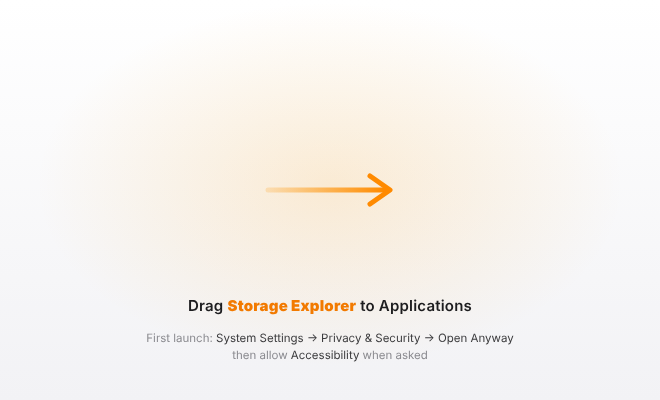 Drag Storage Explorer to Applications
First launch: System Settings → Privacy & Security → Open Anyway
then allow Accessibility when asked